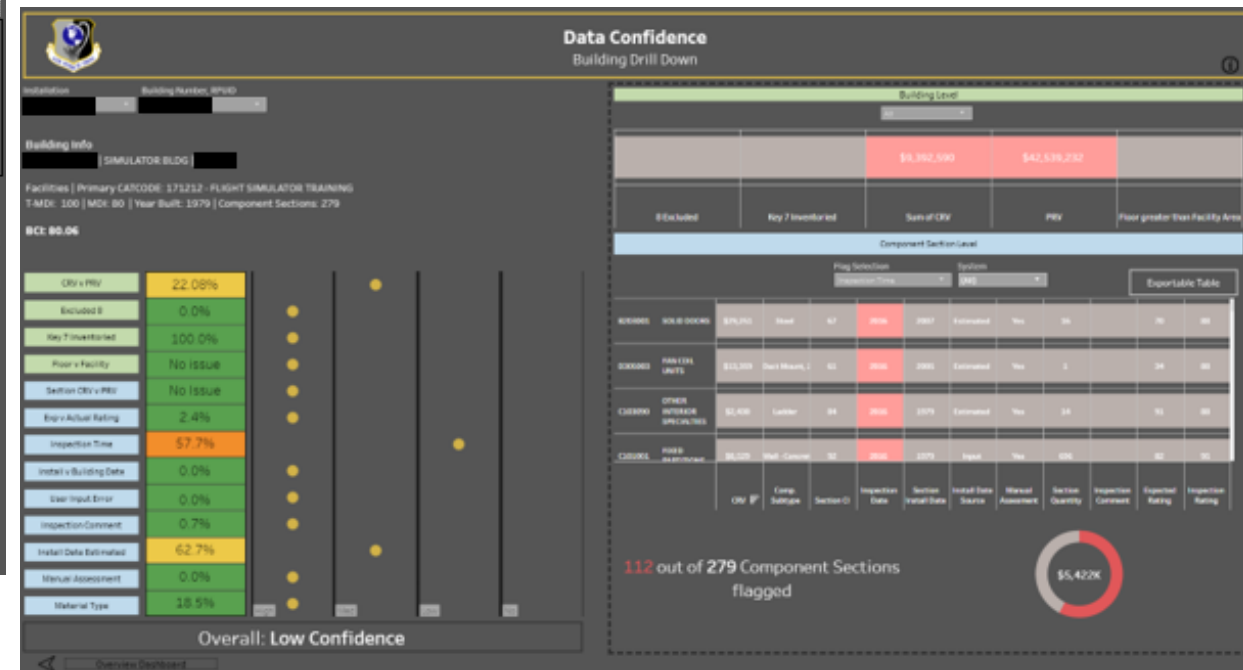 Data Confidence
Building Drill Down
Installation
Building Number, RPUID
Building Info
| SIMULATOR BLDG |
Facilities | Primary CATCODE: 171212 - FLIGHT SIMULATOR TRAINING
T-MDI: 100 | MDI: 80 | Year Built: 1979 | Component Sections: 279
BCI: 80.06
CRV v PRV 22.08%
Excluded B 0.0%
Key 7 Inventoried 100.0%
Floor v Facility No Issue
Section CRV v PRV No Issue
Exp v Actual Rating 2.4%
Inspection Time 57.7%
Install v Building Date 0.0%
User Input Error 0.0%
Inspection Comment 0.7%
Install Date Estimated 62.7%
Manual Assessment 0.0%
Material Type 18.5%
Overall: Low Confidence
Overview Dashboard
Building Level
All
$9,392,590 $42,539,232
Key 7 Inventoried Sum of CRV PRV Floor greater than Facility Area
Component Section Level
Flag Selection System
Inspection Time (All)
Exportable Table
SOLID DOORS 2007 Estimated Yes
FAN COIL UNITS Estimated Yes
OTHER INTERIOR SPECIALTIES Ladder 1979 Estimated Yes
C101001 FIXED 1979 Input Yes
CRV Comp. Subtype Section CI Inspection Date Section Install Date Install Date Source Manual Assessment Section Quantity Inspection Comment Expected Rating Inspection Rating
112 out of 279 Component Sections
flagged
$5,422K